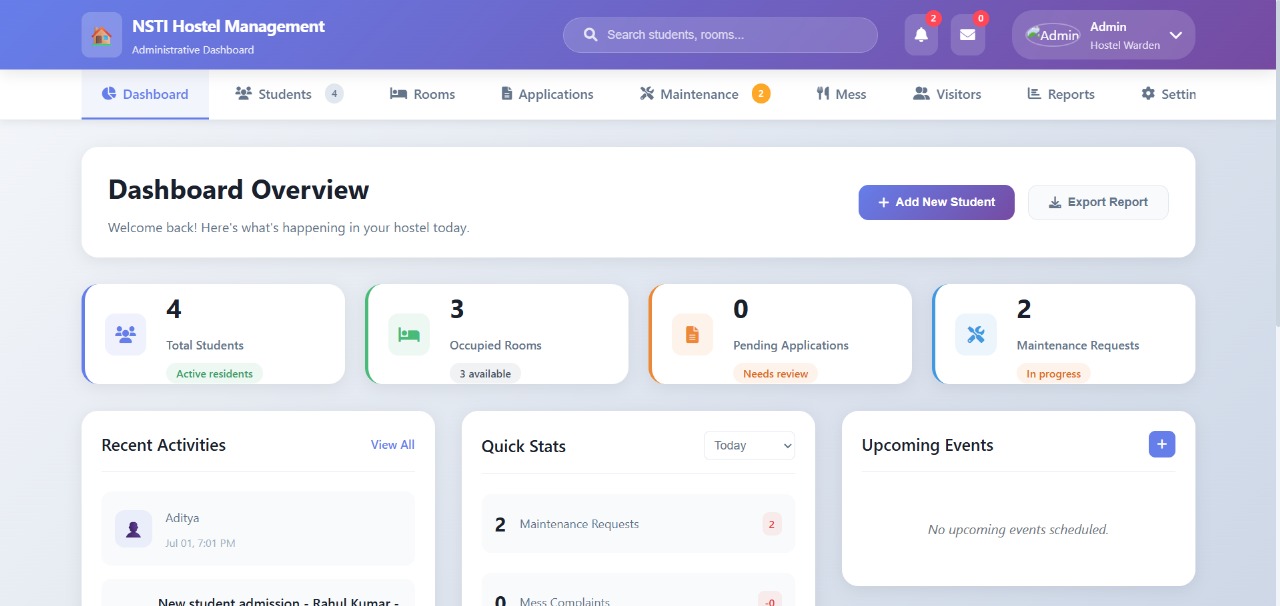 NSTI Hostel Management
Administrative Dashboard
Search students, rooms...
2
0
Admin
Admin
Hostel Warden
Dashboard
Students 4
Rooms
Applications
Maintenance 2
Mess
Visitors
Reports
Settin
Dashboard Overview
Welcome back! Here's what's happening in your hostel today.
Add New Student
Export Report
4
Total Students
Active residents
3
Occupied Rooms
3 available
0
Pending Applications
Needs review
2
Maintenance Requests
In progress
Recent Activities
View All
Aditya
Jul 01, 7:01 PM
New student admission - Rahul Kumar -
Quick Stats
Today
2 Maintenance Requests 2
0 Mess Complaints -0
Upcoming Events
No upcoming events scheduled.